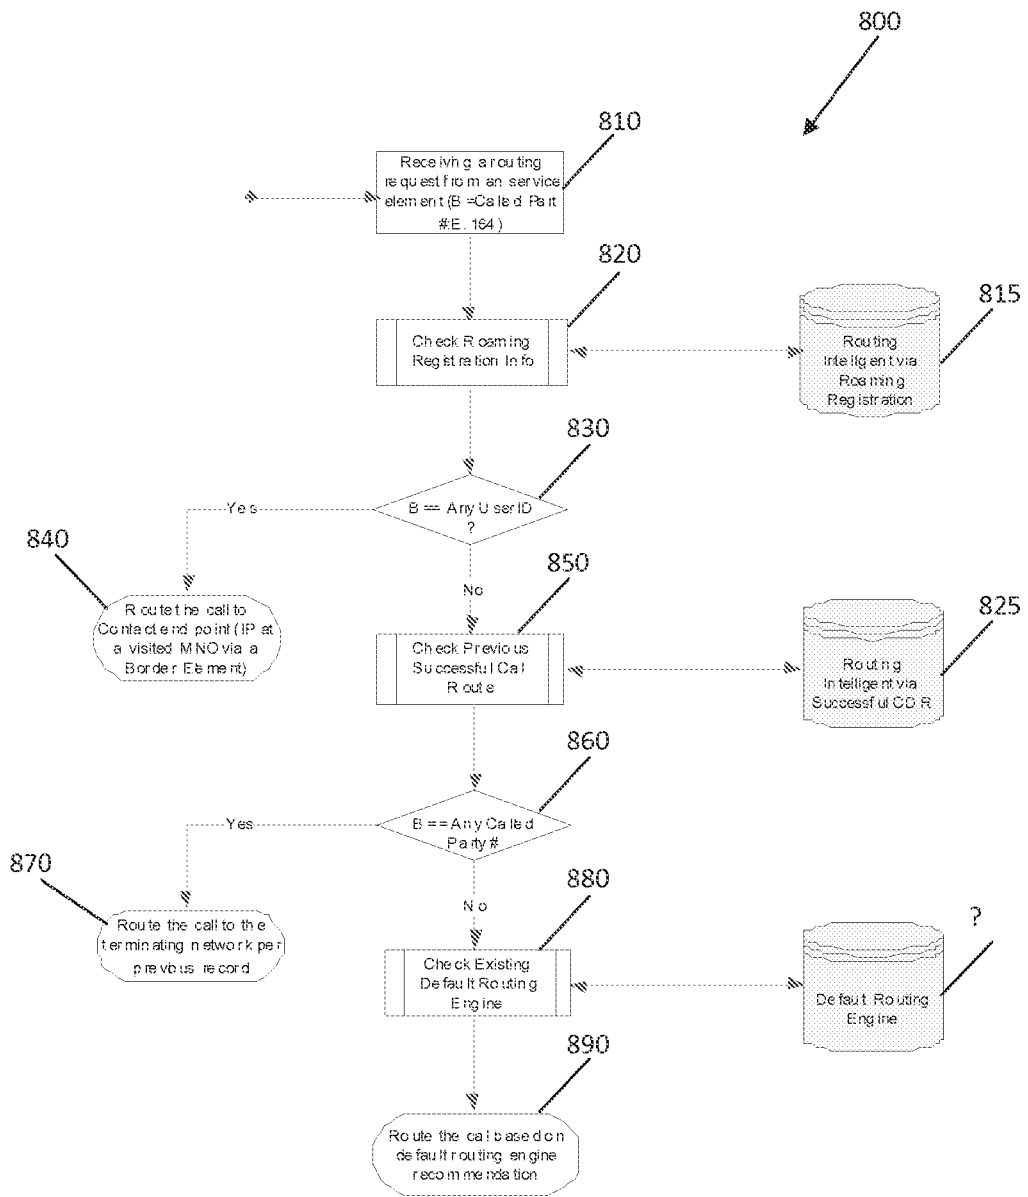 800
810
Receiving a routing
request from an service
element (B =Called Part
#:E. 164 )
820
Check Roaming
Registration Info
815
Routing
Intelligent via
Roaming
Registration
830
B == Any UserID
?
Yes
840
Route the call to
Contact end point (IP at
a visited MNO via a
Border Element)
No
850
Check Previous
Successful Call
Route
825
Routing
Intelligent via
Successful CDR
860
B ==Any Called
Party #
Yes
870
Route the call to the
terminating network per
previous record
No
880
Check Existing
Default Routing
Engine
?
Default Routing
Engine
890
Route the call based on
default routing engine
recommendation